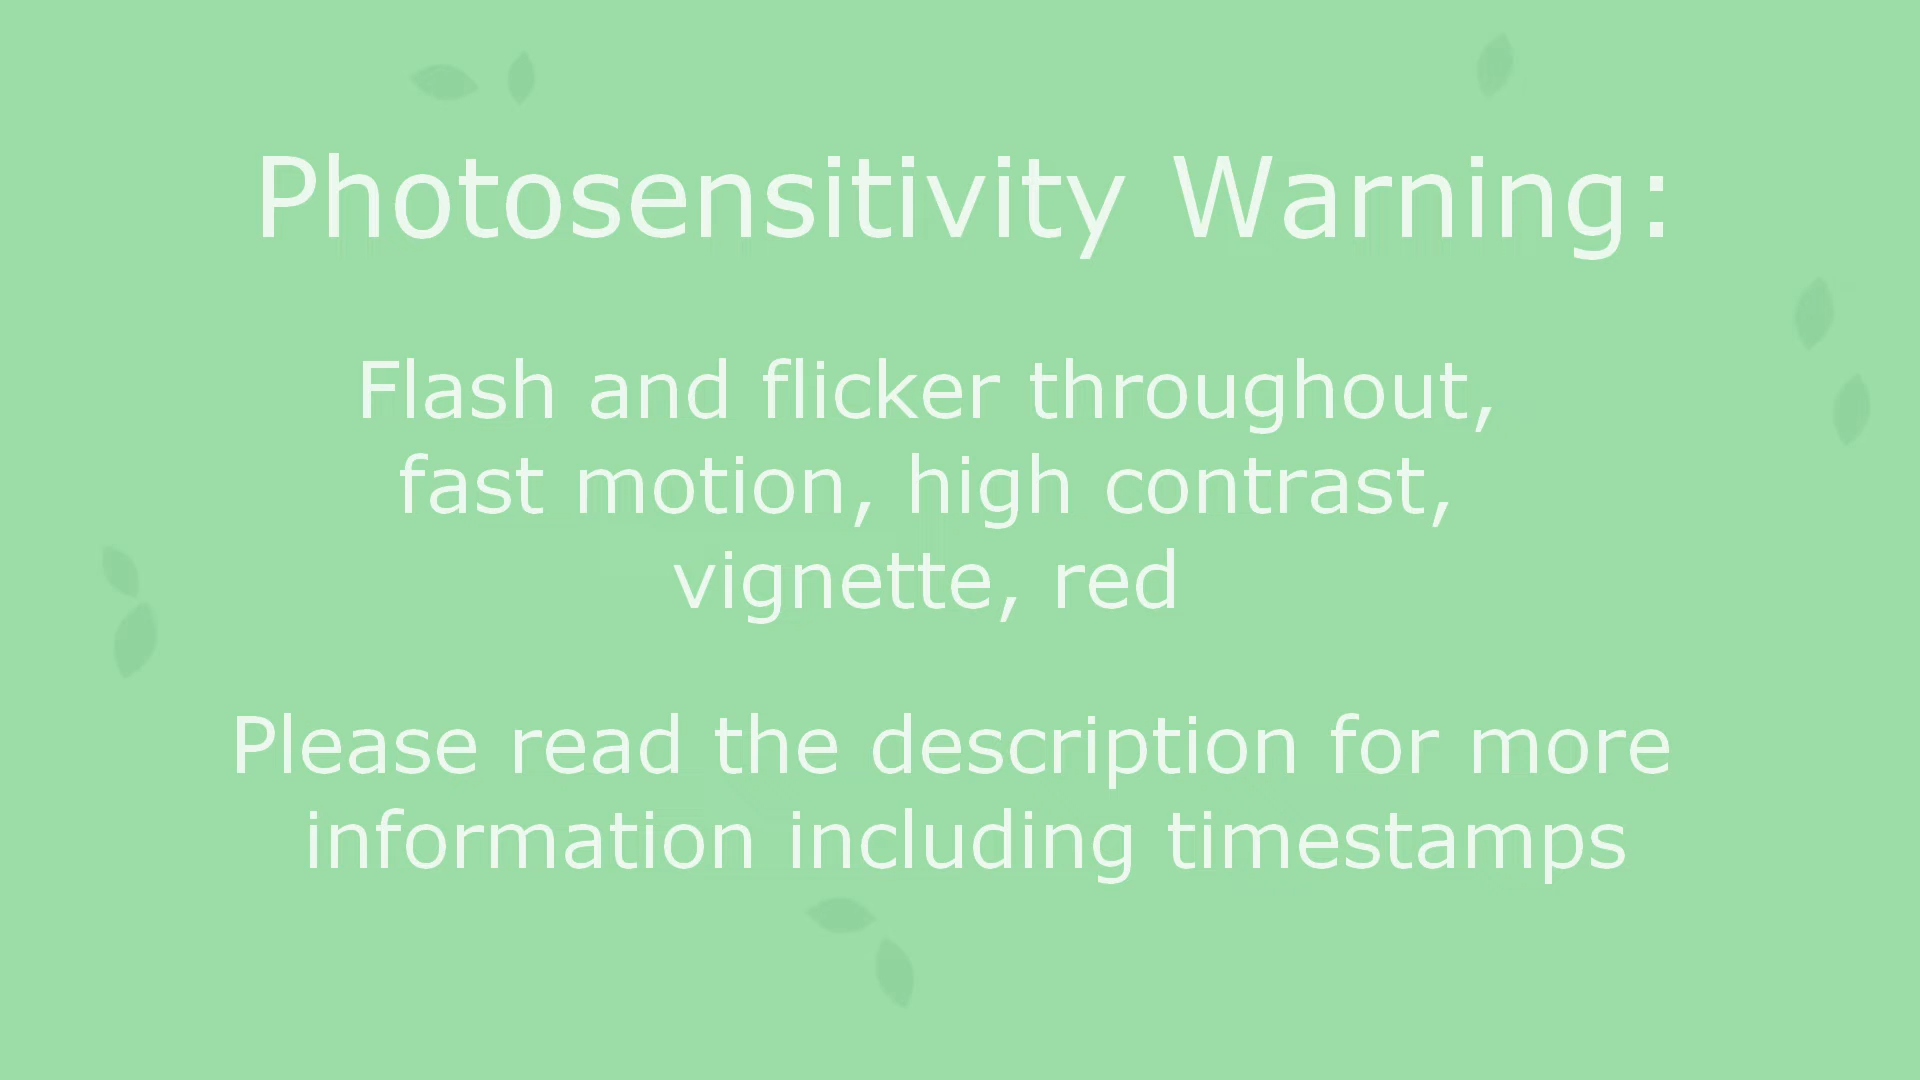 Photosensitivity Warning:
Flash and flicker throughout,
fast motion, high contrast,
vignette, red
Please read the description for more
information including timestamps